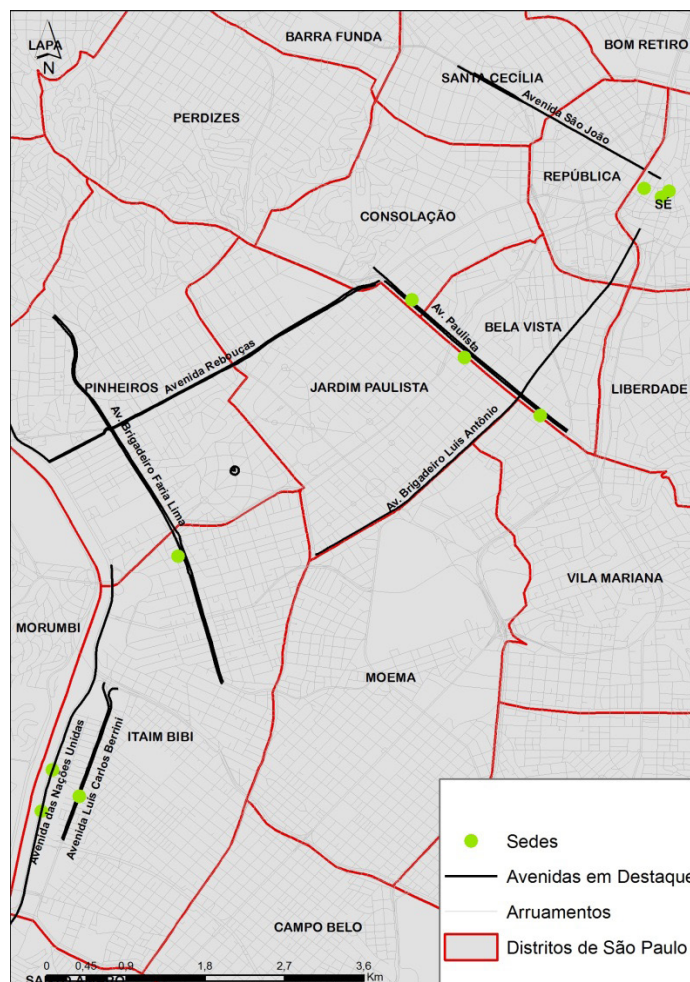 BARRA FUNDA
BOM RETIRO
LAPA
N
SANTA CECÍLIA
Avenida São João
PERDIZES
REPÚBLICA
SÉ
CONSOLAÇÃO
Av. Paulista
BELA VISTA
Avenida Rebouças
PINHEIROS
JARDIM PAULISTA
LIBERDADE
Av. Brigadeiro Faria Lima
Av. Brigadeiro Luis Antônio
VILA MARIANA
MORUMBI
MOEMA
ITAIM BIBI
Avenida das Nações Unidas
Avenida Luis Carlos Berrini
Sedes
Avenidas em Destaque
Arruamentos
Distritos de São Paulo
CAMPO BELO
0 0,45 0,9 1,8 2,7 3,6
Km